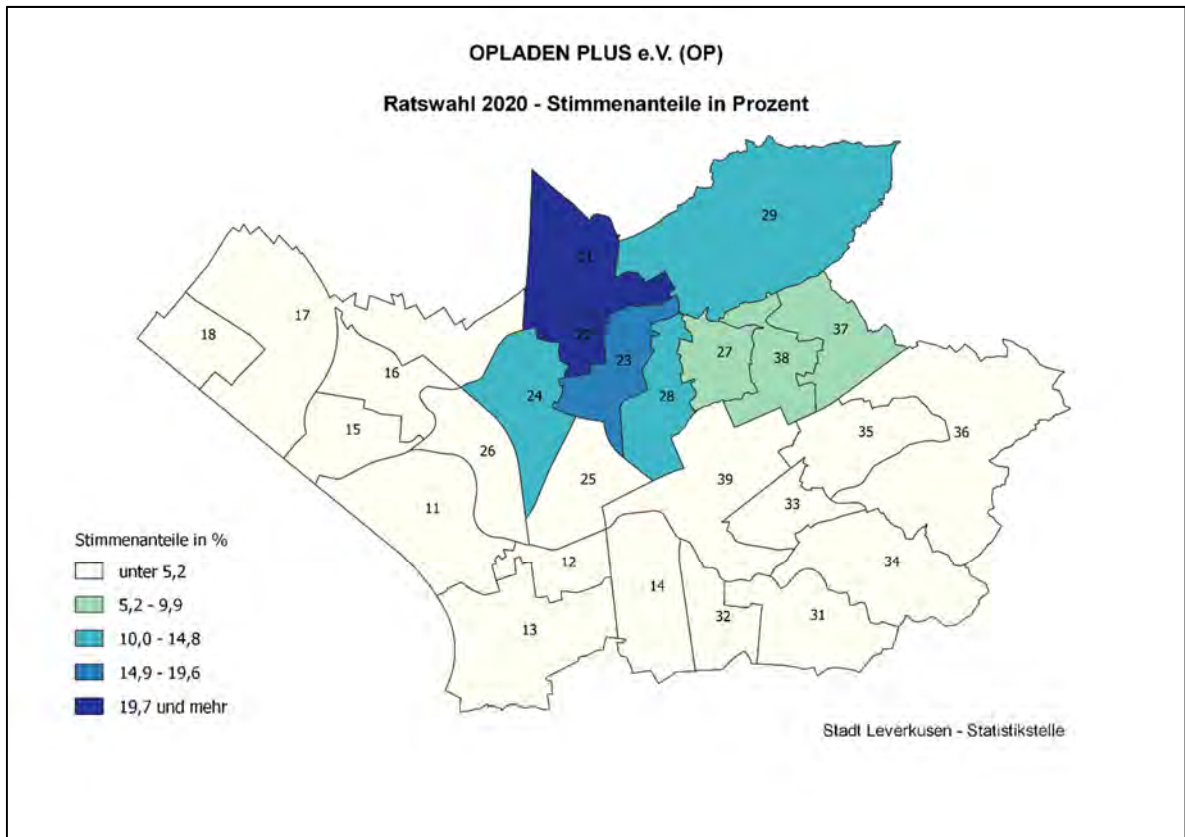 OPLADEN PLUS e.V. (OP)
Ratswahl 2020 - Stimmenanteile in Prozent
29
21
17
37
18
22
23
27
38
16
24
28
15
35
36
26
25
39
11
33
12
34
14
32
31
13
Stimmenanteile in %
unter 5,2
5,2 - 9,9
10,0 - 14,8
14,9 - 19,6
19,7 und mehr
Stadt Leverkusen - Statistikstelle